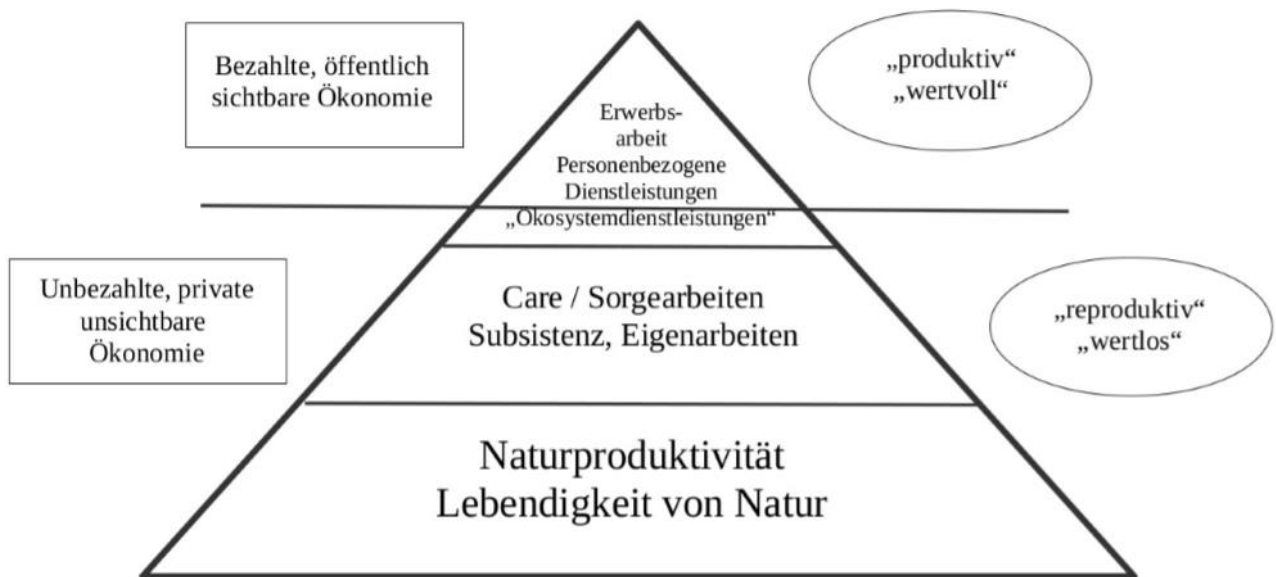 Bezahlte, öffentlich
sichtbare Ökonomie
„produktiv“
„wertvoll“
Erwerbs-
arbeit
Personenbezogene
Dienstleistungen
„Ökosystemdienstleistungen“
Unbezahlte, private
unsichtbare
Ökonomie
Care / Sorgearbeiten
Subsistenz, Eigenarbeiten
„reproduktiv“
„wertlos“
Naturproduktivität
Lebendigkeit von Natur